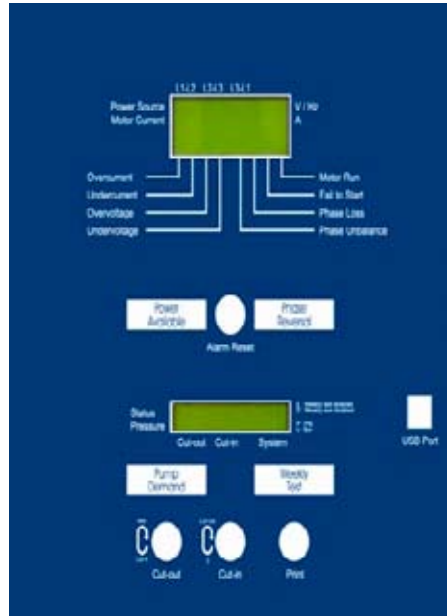 L1-L2 L2-L3 L3-L1
Power Source
V / Hz
Motor Current
A
Overcurrent
Motor Run
Undercurrent
Fail to Start
Overvoltage
Phase Loss
Undervoltage
Phase Unbalance
Power
Available
Phase
Reversal
Alarm Reset
Status
Pressure
Cut-out Cut-in System
USB Port
Pump
Demand
Weekly
Test
Cut-out
Cut-in
Print